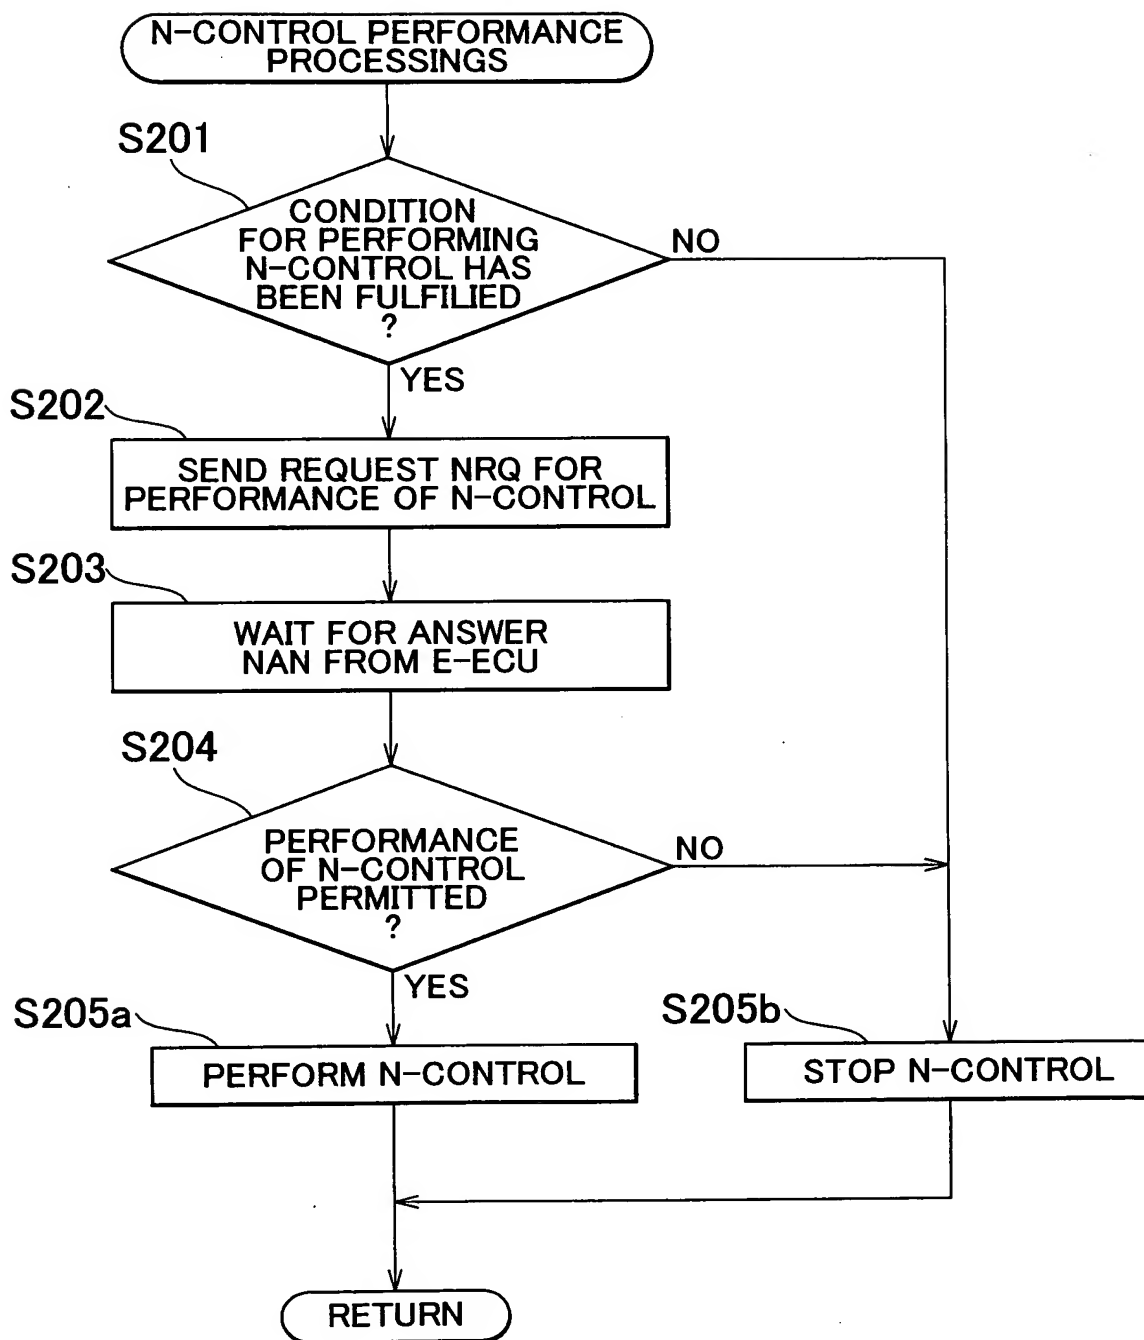 N-CONTROL PERFORMANCE
PROCESSINGS
S201
CONDITION
FOR PERFORMING
N-CONTROL HAS
BEEN FULFILIED
?
NO
YES
S202
SEND REQUEST NRQ FOR
PERFORMANCE OF N-CONTROL
S203
WAIT FOR ANSWER
NAN FROM E-ECU
S204
PERFORMANCE
OF N-CONTROL
PERMITTED
?
NO
YES
S205a
PERFORM N-CONTROL
S205b
STOP N-CONTROL
RETURN